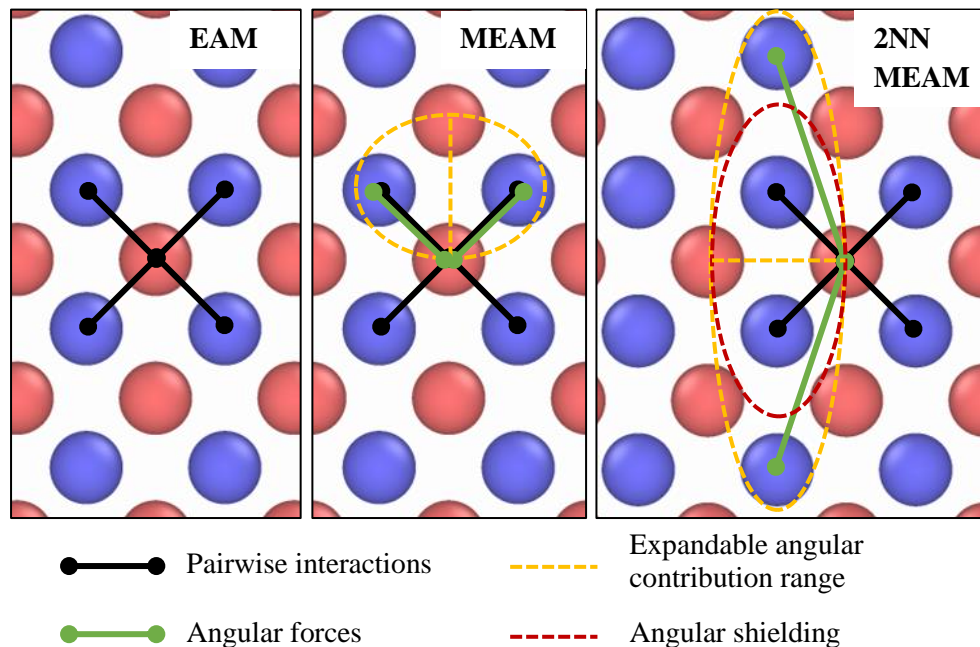 EAM
MEAM
2NN
MEAM
Pairwise interactions
Expandable angular
contribution range
Angular forces
Angular shielding